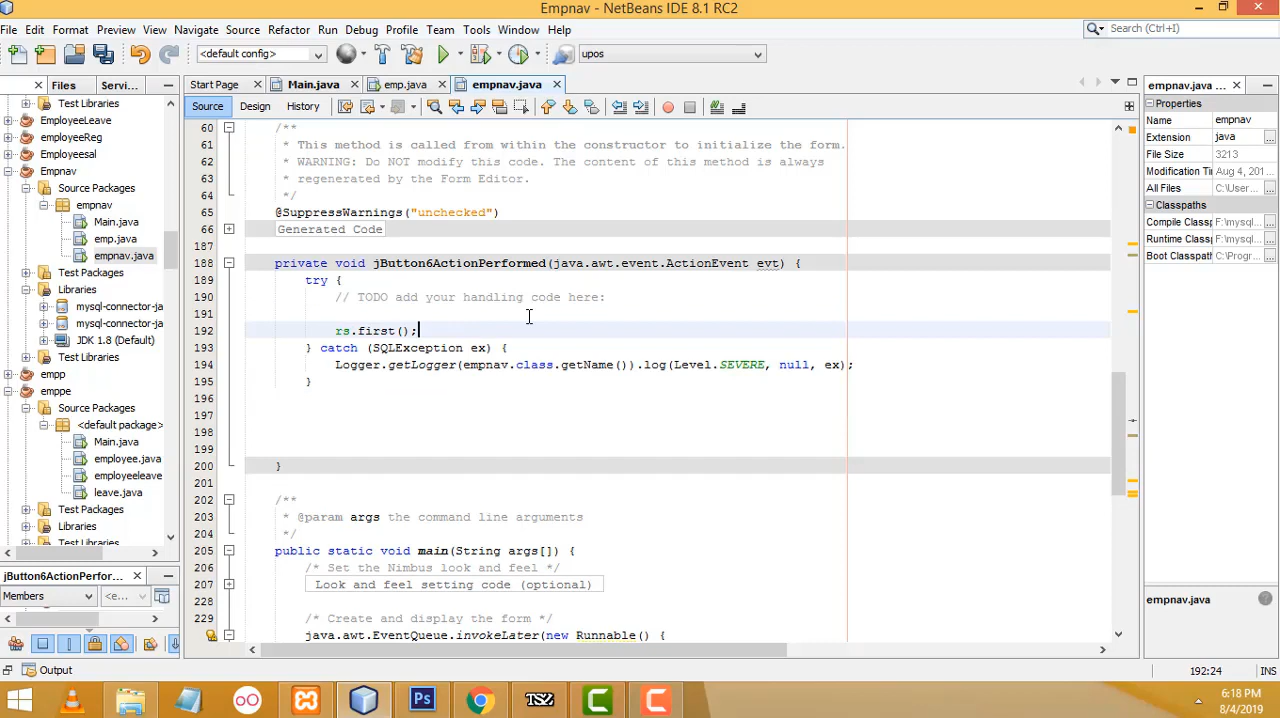 Empnav - NetBeans IDE 8.1 RC2
File Edit Format Preview View Navigate Source Refactor Run Debug Profile Team Tools Window Help
Search (Ctrl+I)
<default config>
upos
Files Servi...
Start Page Main.java emp.java empnav.java
empnav.java ...
Source Design History
Test Libraries
EmployeeLeave
employeeReg
Employeesal
Empnav
Source Packages
empnav
Main.java
emp.java
empnav.java
Test Packages
Libraries
mysql-connector-ja
mysql-connector-ja
JDK 1.8 (Default)
Test Libraries
empp
emppe
Source Packages
<default package>
Main.java
employee.java
employeeleave
leave.java
Test Packages
Libraries
Test Libraries
60 /**
61 * This method is called from within the constructor to initialize the form.
62 * WARNING: Do NOT modify this code. The content of this method is always
63 * regenerated by the Form Editor.
64 */
65 @SuppressWarnings("unchecked")
66 Generated Code
187
188 private void jButton6ActionPerformed(java.awt.event.ActionEvent evt) {
189 try {
190 // TODO add your handling code here:
191
192 rs.first();
193 } catch (SQLException ex) {
194 Logger.getLogger(empnav.class.getName()).log(Level.SEVERE, null, ex);
195 }
196
197
198
199
200 }
201
202 /**
203 * @param args the command line arguments
204 */
205 public static void main(String args[]) {
206 /* Set the Nimbus look and feel */
207 Look and feel setting code (optional)
228
229 /* Create and display the form */
java.awt.EventQueue.invokeLater(new Runnable() {
Properties
Name empnav
Extension java
File Size 3213
Modification Tir Aug 4, 201
All Files C:\User...
Classpaths
Compile Classp F:\mysql
Runtime Classp F:\mysql
Boot Classpath C:\Progr...
empnav.java
jButton6ActionPerfor...
Members <e...
Output
192:24 INS
Ps
TS2
6:18 PM
8/4/2019